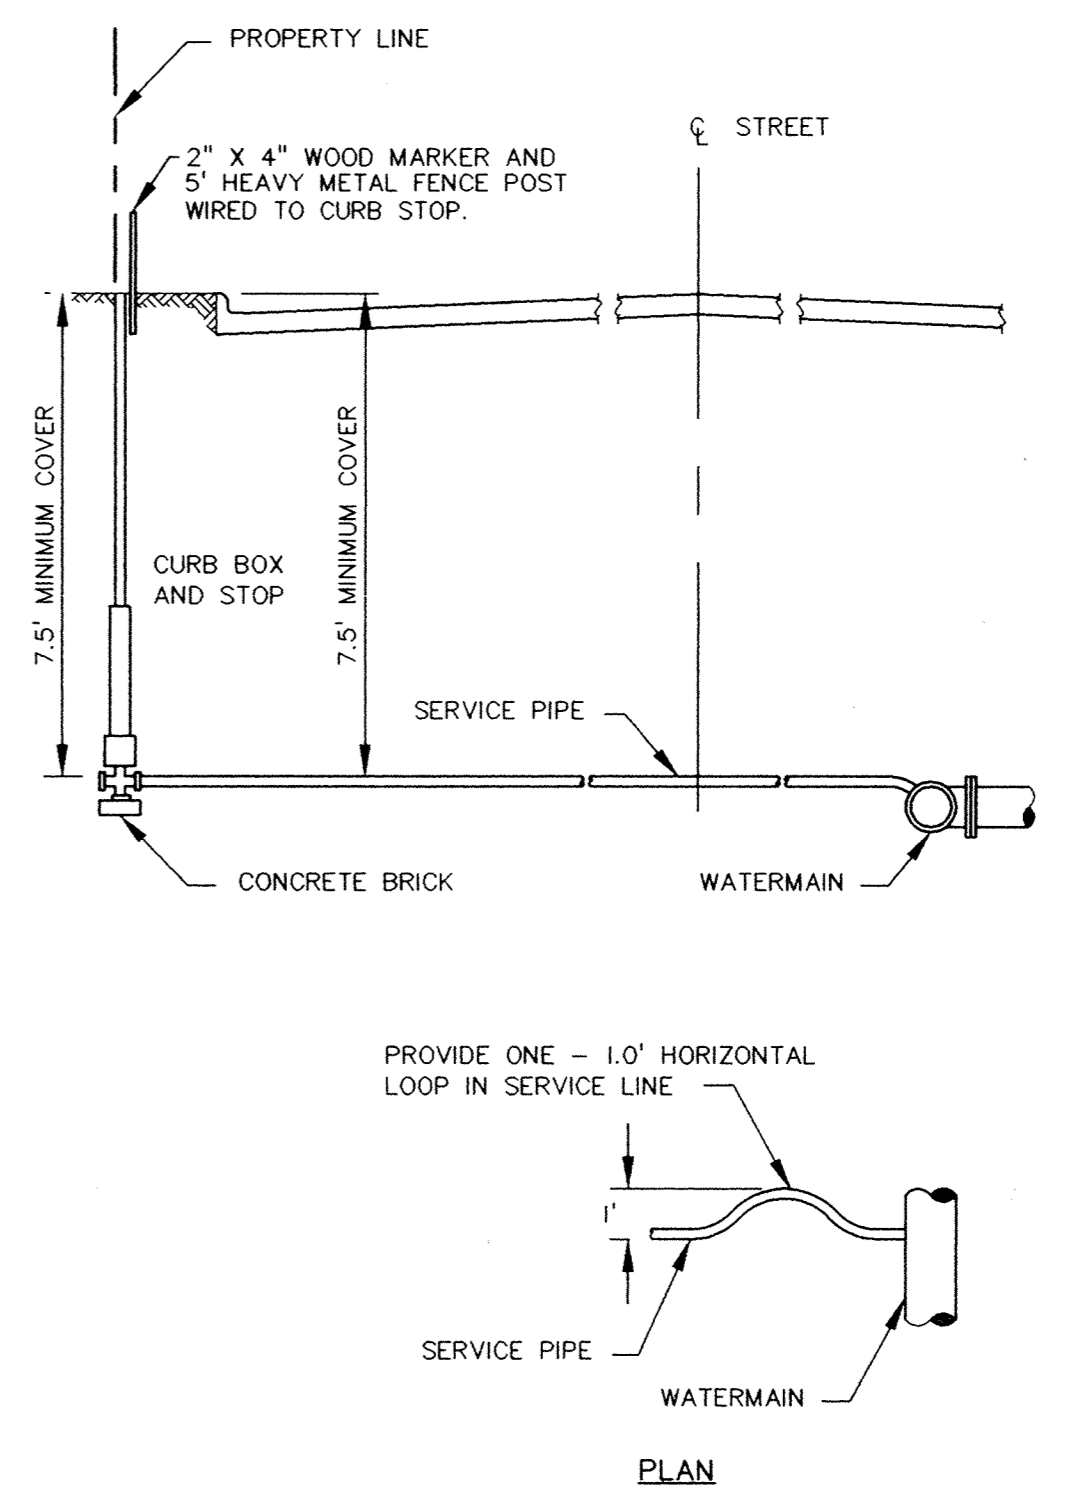 PROPERTY LINE
℄ STREET
2" X 4" WOOD MARKER AND
5' HEAVY METAL FENCE POST
WIRED TO CURB STOP.
7.5' MINIMUM COVER
7.5' MINIMUM COVER
CURB BOX
AND STOP
SERVICE PIPE
CONCRETE BRICK
WATERMAIN
PROVIDE ONE - 1.0' HORIZONTAL
LOOP IN SERVICE LINE
1'
SERVICE PIPE
WATERMAIN
PLAN